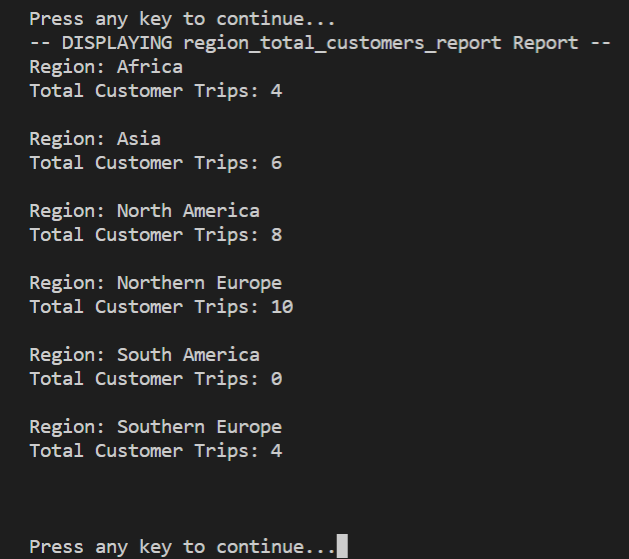 Press any key to continue...
-- DISPLAYING region_total_customers_report Report --
Region: Africa
Total Customer Trips: 4
Region: Asia
Total Customer Trips: 6
Region: North America
Total Customer Trips: 8
Region: Northern Europe
Total Customer Trips: 10
Region: South America
Total Customer Trips: 0
Region: Southern Europe
Total Customer Trips: 4
Press any key to continue...